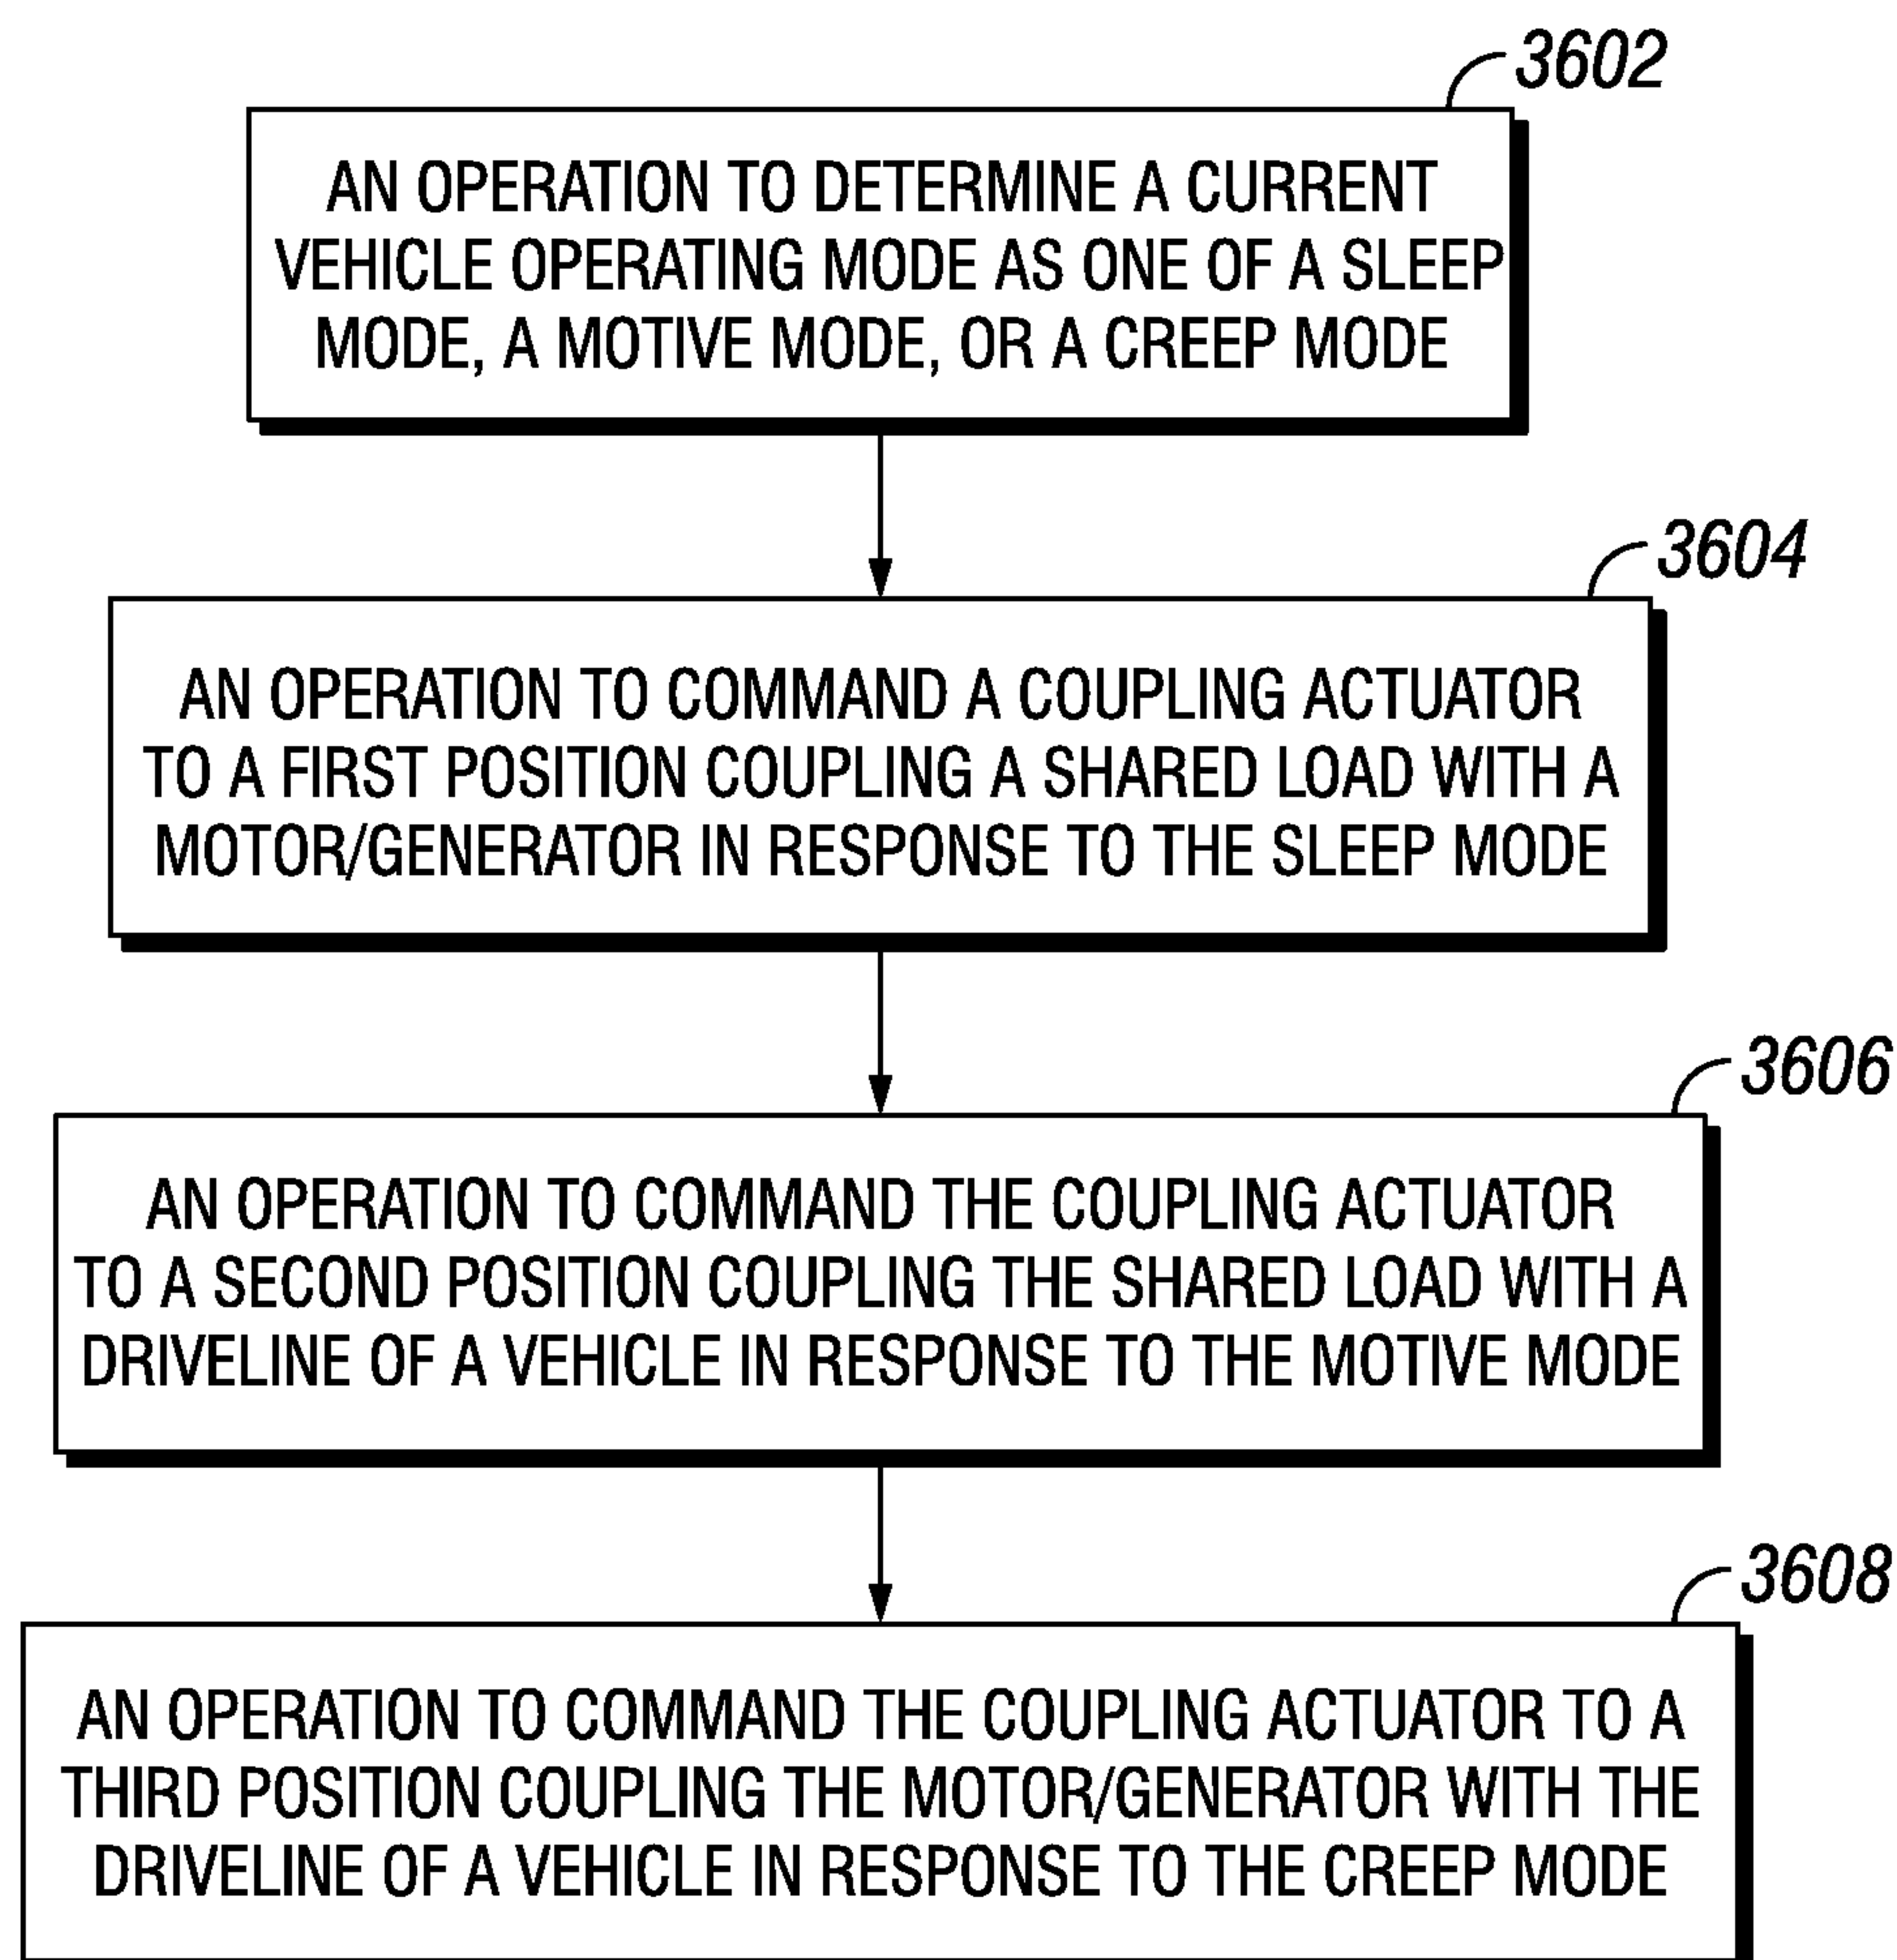 3602
AN OPERATION TO DETERMINE A CURRENT
VEHICLE OPERATING MODE AS ONE OF A SLEEP
MODE, A MOTIVE MODE, OR A CREEP MODE
3604
AN OPERATION TO COMMAND A COUPLING ACTUATOR
TO A FIRST POSITION COUPLING A SHARED LOAD WITH A
MOTOR/GENERATOR IN RESPONSE TO THE SLEEP MODE
3606
AN OPERATION TO COMMAND THE COUPLING ACTUATOR
TO A SECOND POSITION COUPLING THE SHARED LOAD WITH A
DRIVELINE OF A VEHICLE IN RESPONSE TO THE MOTIVE MODE
3608
AN OPERATION TO COMMAND THE COUPLING ACTUATOR TO A
THIRD POSITION COUPLING THE MOTOR/GENERATOR WITH THE
DRIVELINE OF A VEHICLE IN RESPONSE TO THE CREEP MODE